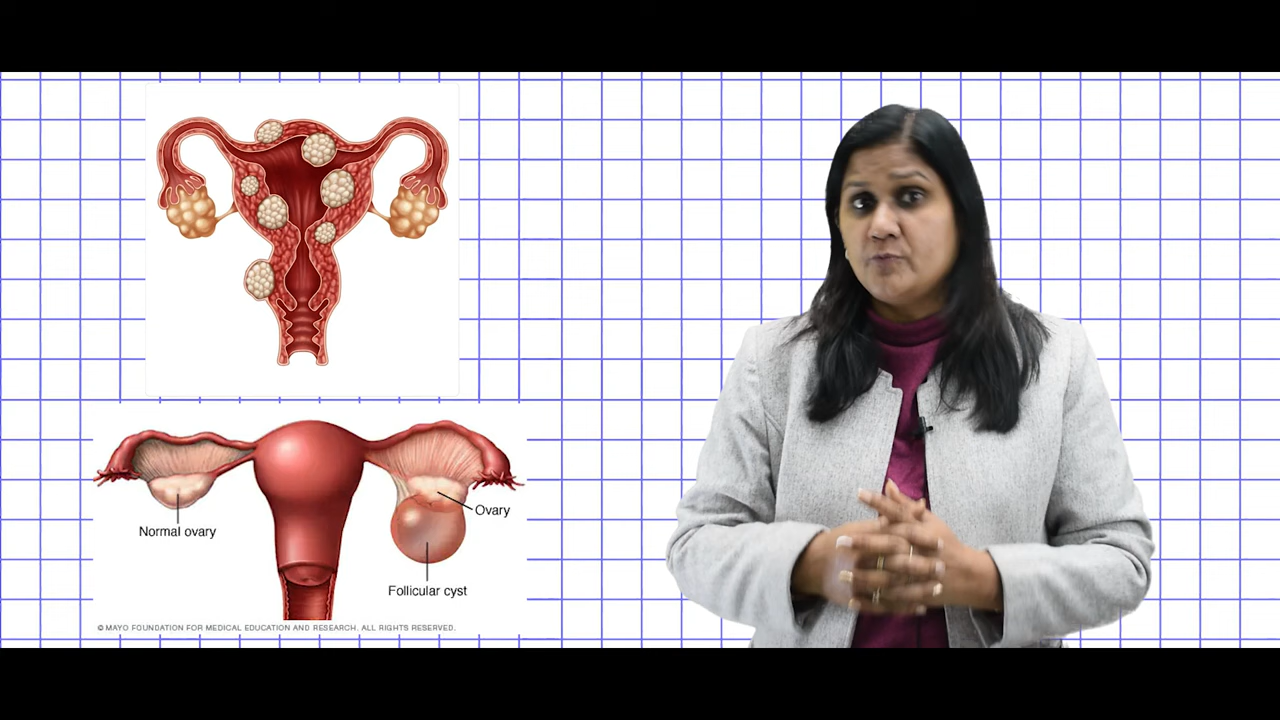 Normal ovary
Ovary
Follicular cyst
© MAYO FOUNDATION FOR MEDICAL EDUCATION AND RESEARCH. ALL RIGHTS RESERVED.